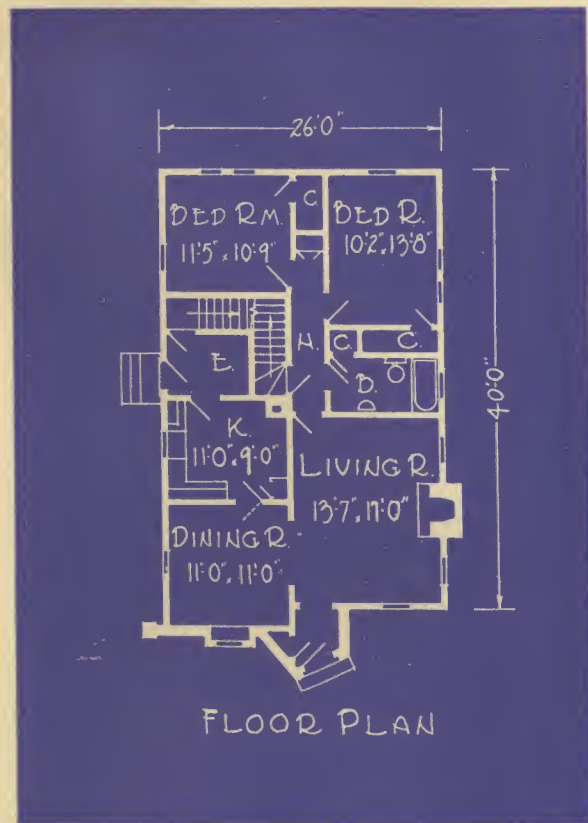 26'0"
BED RM.
11'5" x 10'9"
C.
BED R.
10'2" x 13'8"
E.
H.
C.
C.
B.
40'0"
K.
11'0" x 9'0"
LIVING R.
13'7" x 17'0"
DINING R.
11'0" x 11'0"
FLOOR PLAN